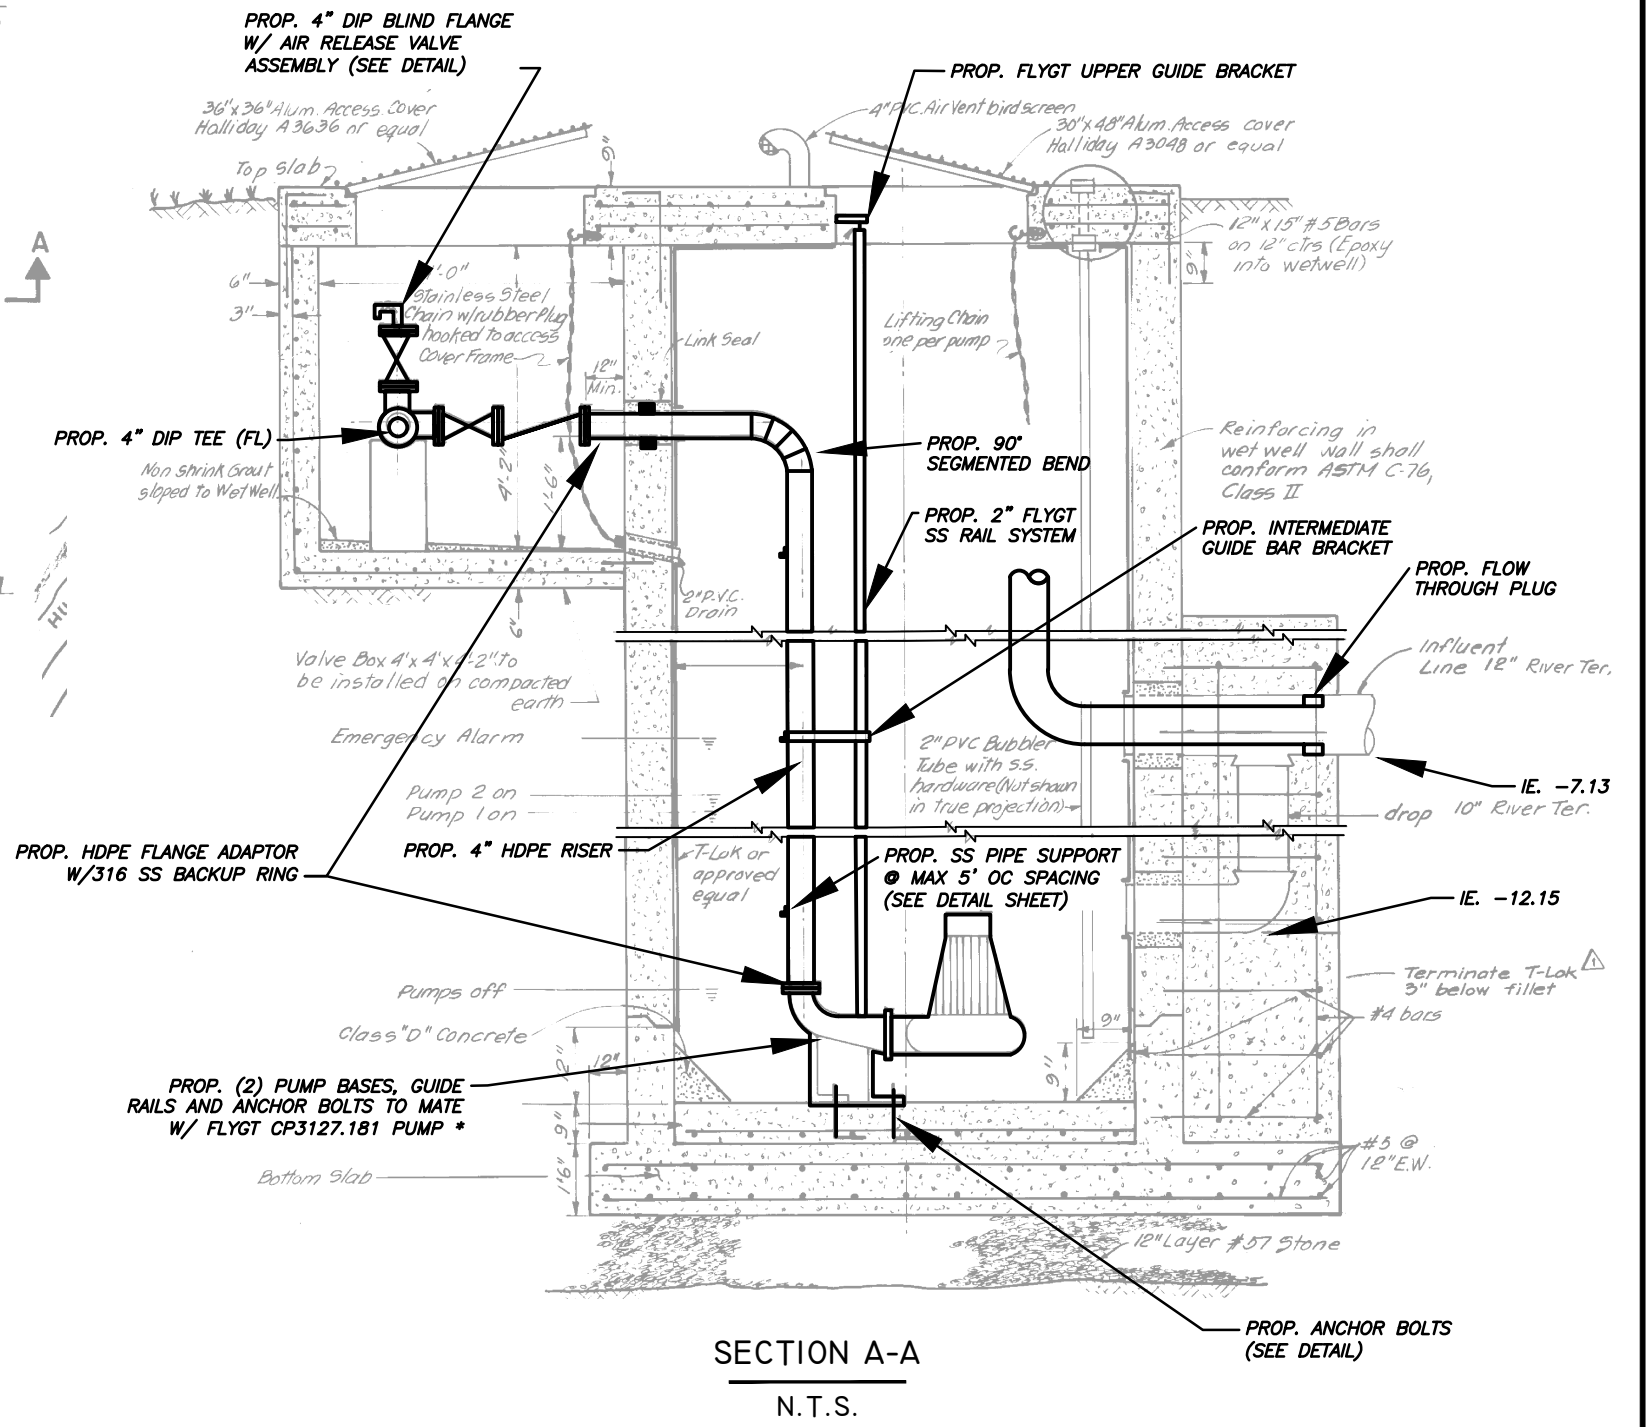 PROP. 4" DIP BLIND FLANGE
W/ AIR RELEASE VALVE
ASSEMBLY (SEE DETAIL)
PROP. FLYGT UPPER GUIDE BRACKET
36"x36" Alum. Access Cover
Halliday A3636 or equal
4" PVC Air Vent bird screen
30"x48" Alum. Access cover
Halliday A3048 or equal
Top Slab
6"
A
12"x15" #5 Bars
on 12" ctrs (Epoxy
into wetwell)
9"
6"
3"
'-0"
Stainless Steel
Chain w/rubber Plug
hooked to access
Cover Frame
12"
Min.
Link Seal
Lifting Chain
one per pump
PROP. 4" DIP TEE (FL)
Non Shrink Grout
sloped to Wet Well
4'-2"
1'-6"
PROP. 90°
SEGMENTED BEND
Reinforcing in
wet well wall shall
conform ASTM C-76,
Class II
PROP. 2" FLYGT
SS RAIL SYSTEM
PROP. INTERMEDIATE
GUIDE BAR BRACKET
PROP. FLOW
THROUGH PLUG
2" P.V.C.
Drain
6"
Valve Box 4'x 4'x 4'-2" to
be installed on compacted
earth
Influent
Line 12" River Ter.
Emergency Alarm
2" PVC Bubbler
Tube with S.S.
hardware (Not shown
in true projection)
Pump 2 on
Pump 1 on
IE. -7.13
drop 10" River Ter.
PROP. HDPE FLANGE ADAPTOR
W/316 SS BACKUP RING
PROP. 4" HDPE RISER
T-Lok or
approved
equal
PROP. SS PIPE SUPPORT
@ MAX 5' OC SPACING
(SEE DETAIL SHEET)
IE. -12.15
Pumps off
Terminate T-Lok 1
3" below fillet
#4 bars
Class "D" Concrete
12"
12"
9"
9"
PROP. (2) PUMP BASES, GUIDE
RAILS AND ANCHOR BOLTS TO MATE
W/ FLYGT CP3127.181 PUMP *
9"
#5 @
12" E.W.
Bottom Slab
1'6"
12" Layer #57 Stone
PROP. ANCHOR BOLTS
(SEE DETAIL)
SECTION A-A
N.T.S.